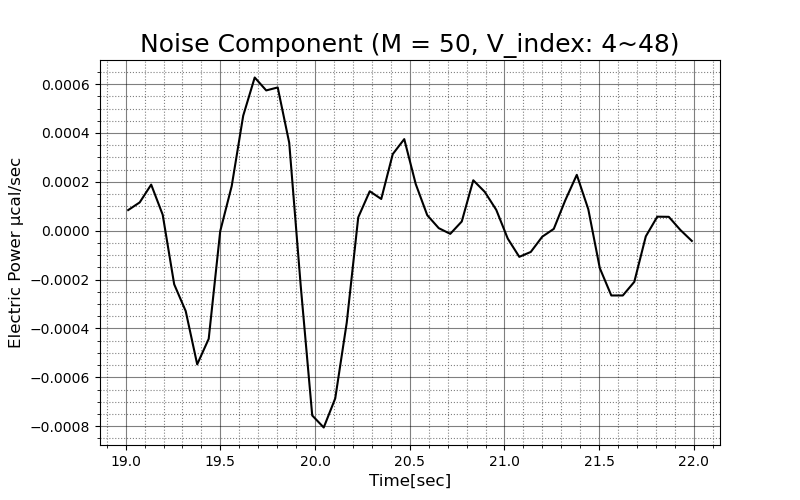 Noise Component (M = 50, V_index: 4~48)
Electric Power μcal/sec
0.0006
0.0004
0.0002
0.0000
−0.0002
−0.0004
−0.0006
−0.0008
19.0 19.5 20.0 20.5 21.0 21.5 22.0
Time[sec]